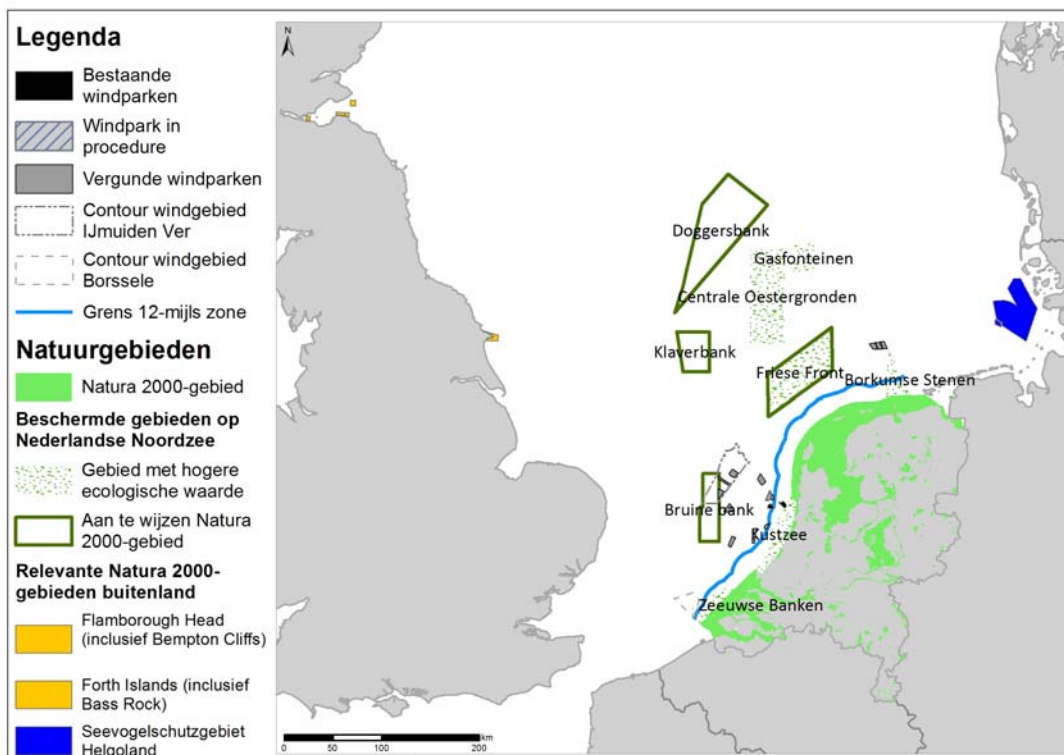 Legenda
Bestaande
windparken
Windpark in
procedure
Vergunde windparken
Contour windgebied
IJmuiden Ver
Contour windgebied
Borssele
Grens 12-mijls zone
Natuurgebieden
Natura 2000-gebied
Beschermde gebieden op
Nederlandse Noordzee
Gebied met hogere
ecologische waarde
Aan te wijzen Natura
2000-gebied
Relevante Natura 2000-
gebieden buitenland
Flamborough Head
(inclusief Bempton Cliffs)
Forth Islands (inclusief
Bass Rock)
Seevogelschutzgebiet
Helgoland
N
Doggersbank
Gasfonteinen
Centrale Oestergronden
Klaverbank
Friese Front
Borkumse Stenen
Bruine bank
Kustzee
Zeeuwse Banken
km
0 50 100 200